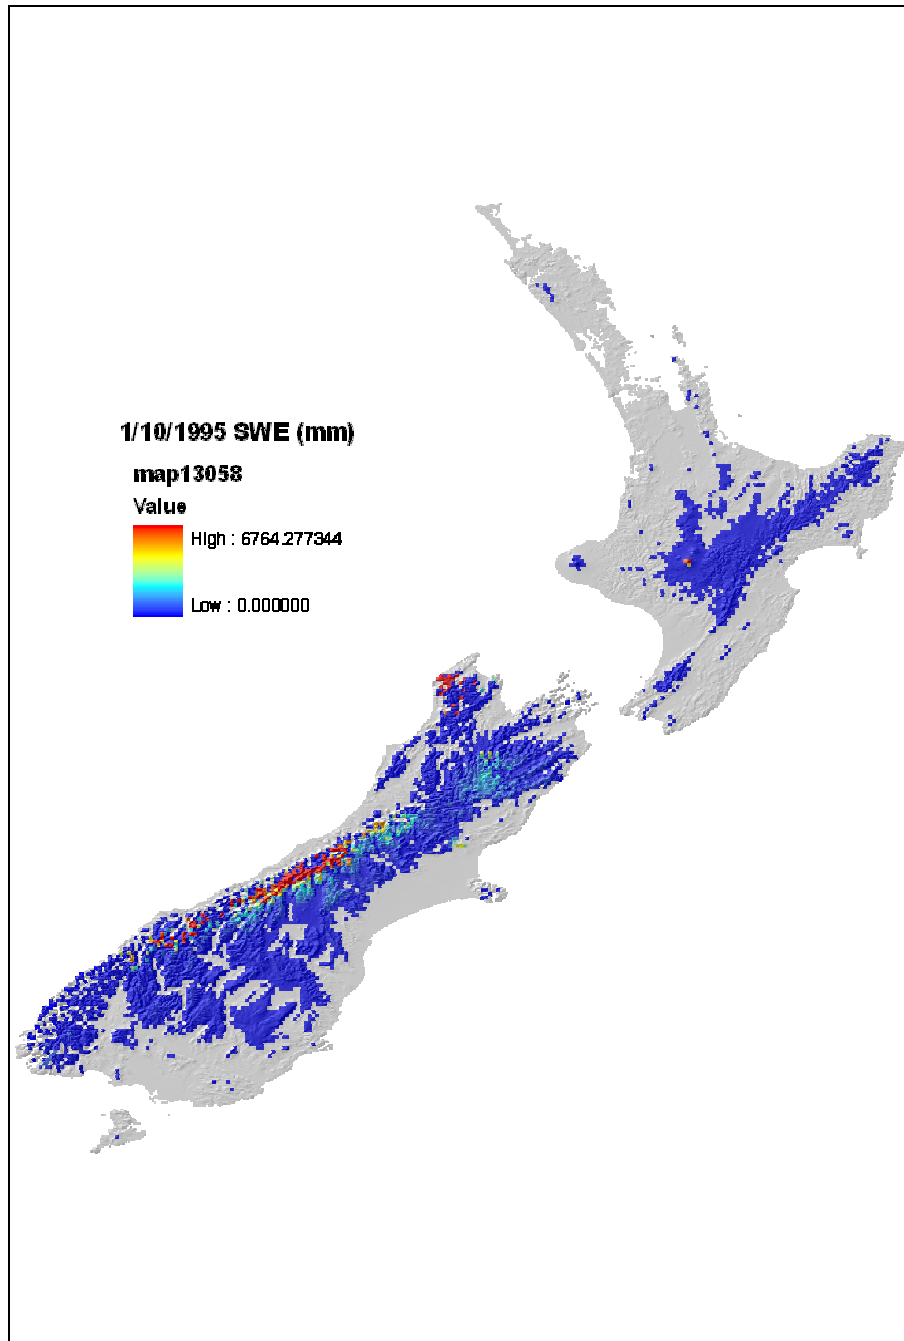 1/10/1995 SWE (mm)
map13058
Value
High : 6764.277344
Low : 0.000000